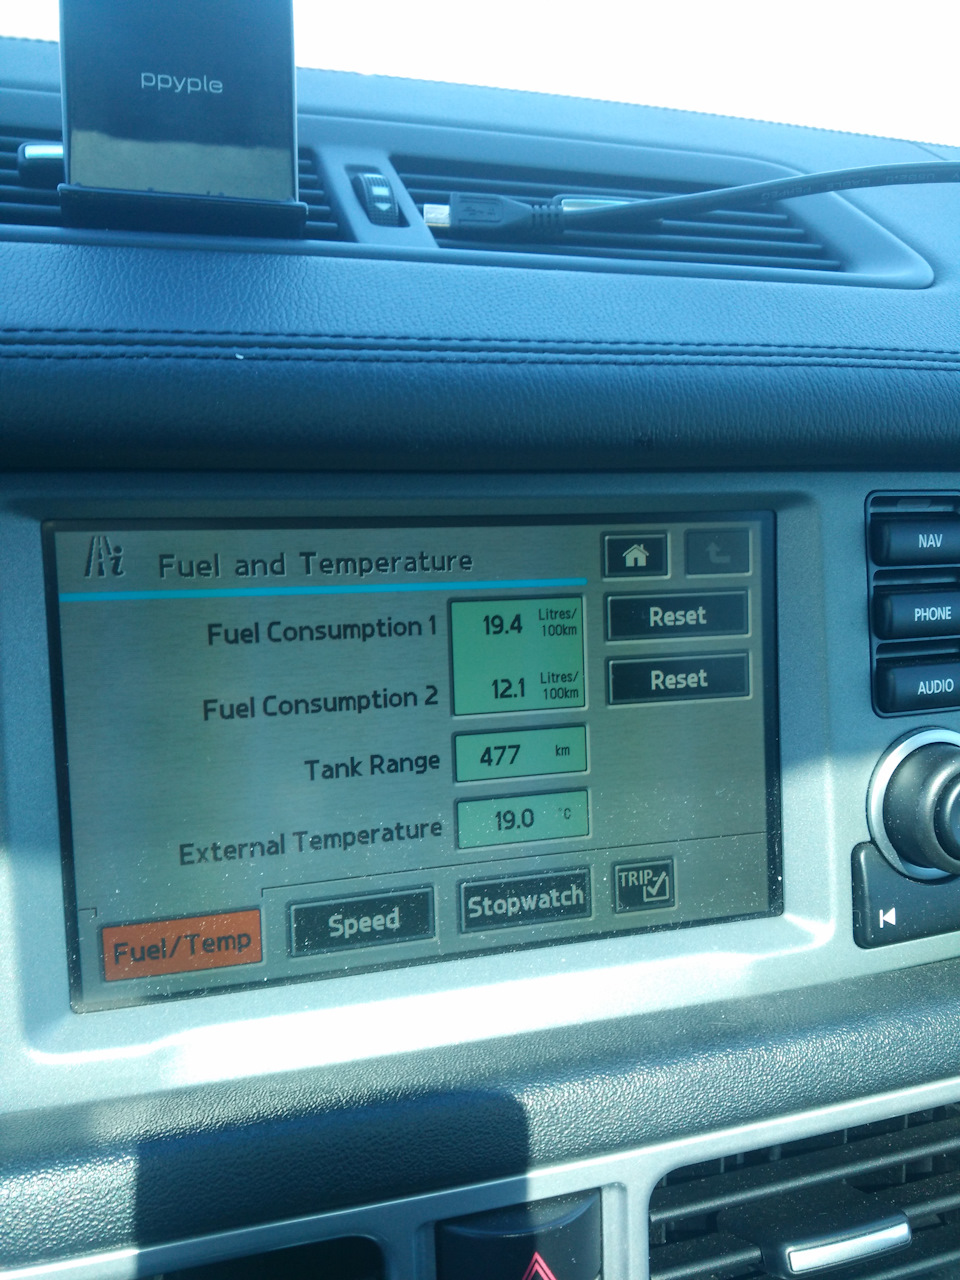 ppyple
Fuel and Temperature
Fuel Consumption 1
19.4 Litres/
100km
Reset
Fuel Consumption 2
12.1 Litres/
100km
Reset
Tank Range
477 km
External Temperature
19.0 °C
Fuel/Temp
Speed
Stopwatch
TRIP
NAV
PHONE
AUDIO